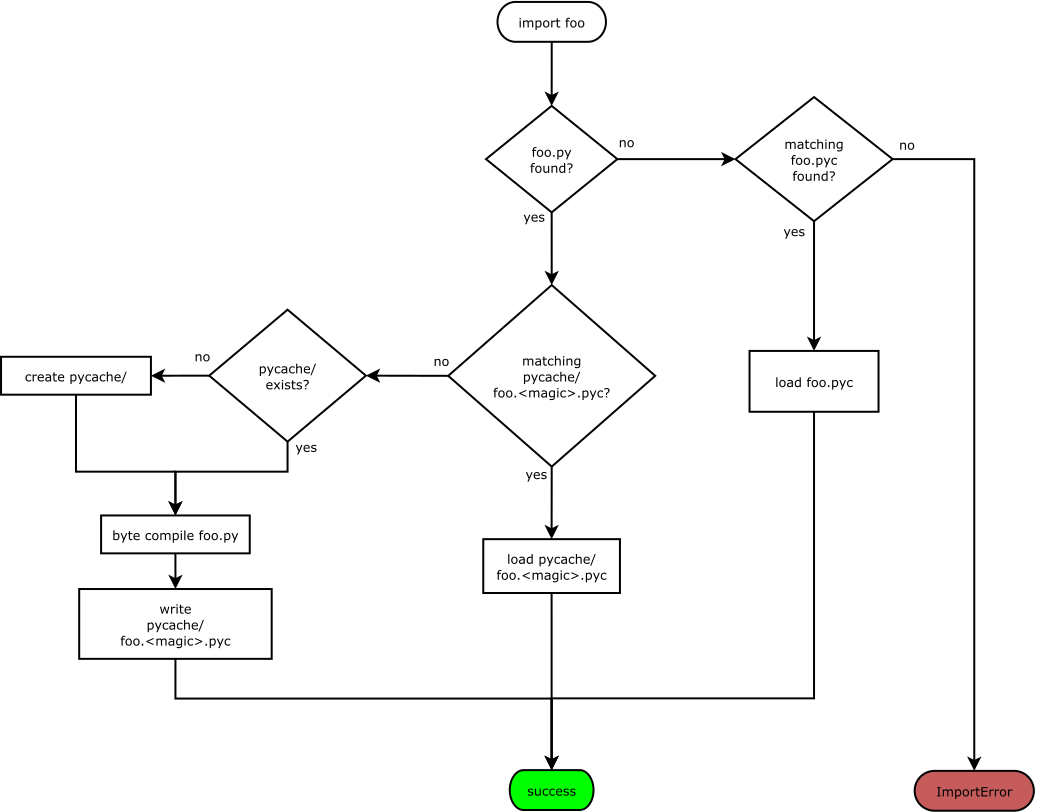 import foo
foo.py
found?
no
matching
foo.pyc
found?
no
yes
yes
matching
pycache/
foo.<magic>.pyc?
no
pycache/
exists?
no
create pycache/
yes
load foo.pyc
yes
byte compile foo.py
load pycache/
foo.<magic>.pyc
write
pycache/
foo.<magic>.pyc
success
ImportError